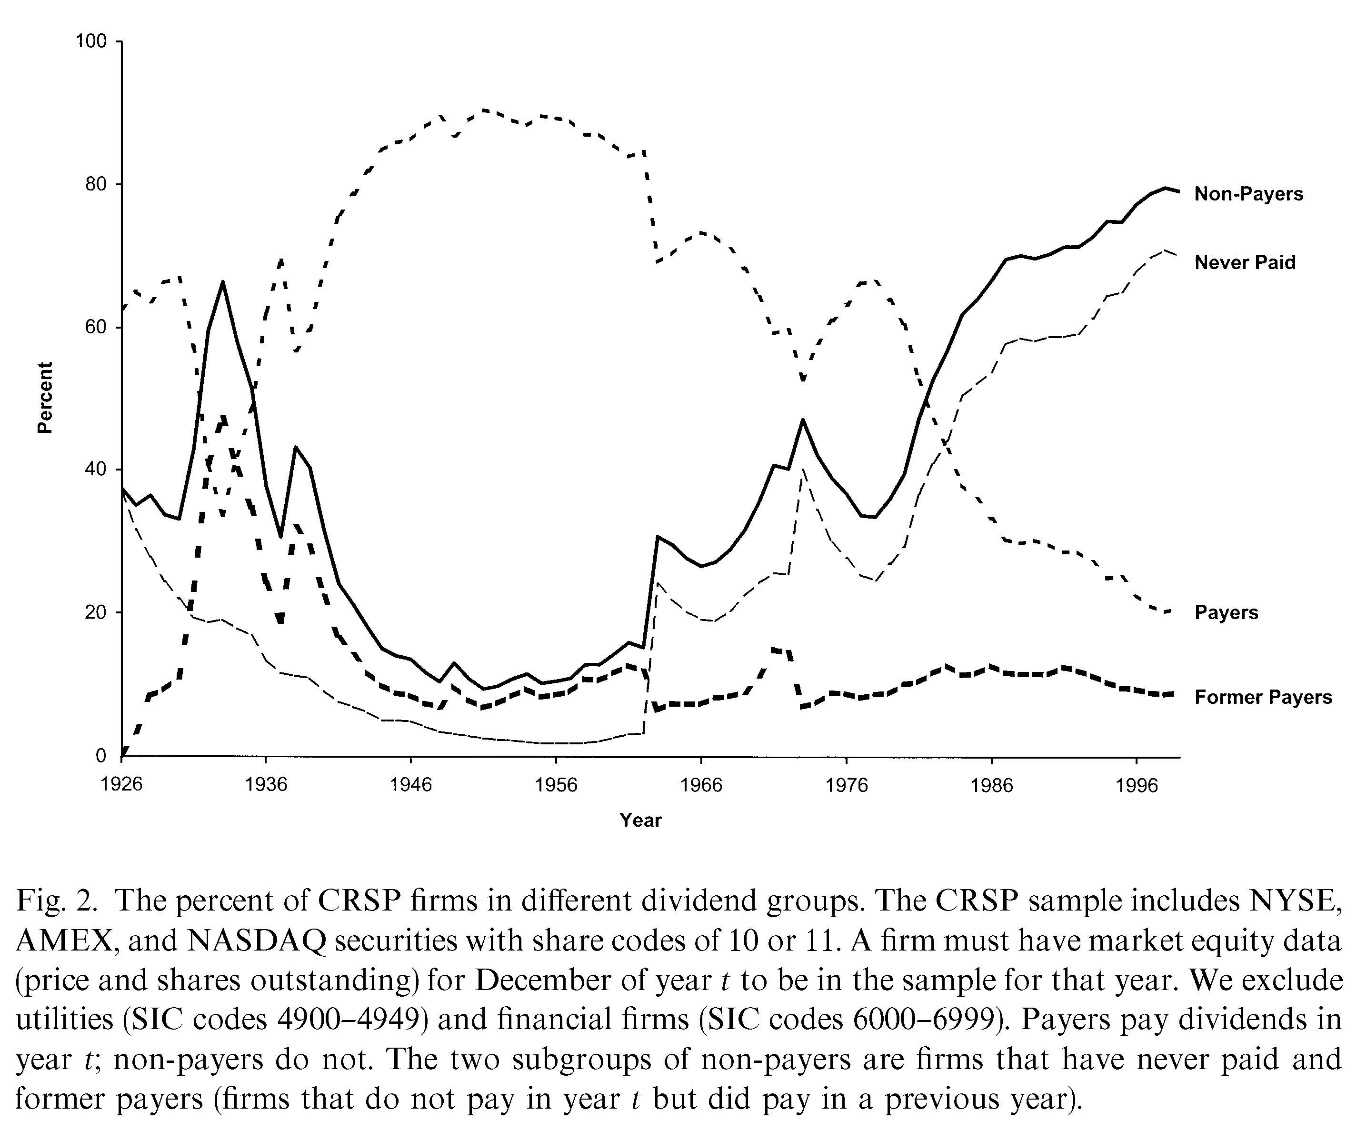 100
80
60
40
20
0
Percent
1926
1936
1946
1956
1966
1976
1986
1996
Year
Non-Payers
Never Paid
Payers
Former Payers
Fig. 2. The percent of CRSP firms in different dividend groups. The CRSP sample includes NYSE,
AMEX, and NASDAQ securities with share codes of 10 or 11. A firm must have market equity data
(price and shares outstanding) for December of year t to be in the sample for that year. We exclude
utilities (SIC codes 4900–4949) and financial firms (SIC codes 6000–6999). Payers pay dividends in
year t; non-payers do not. The two subgroups of non-payers are firms that have never paid and
former payers (firms that do not pay in year t but did pay in a previous year).